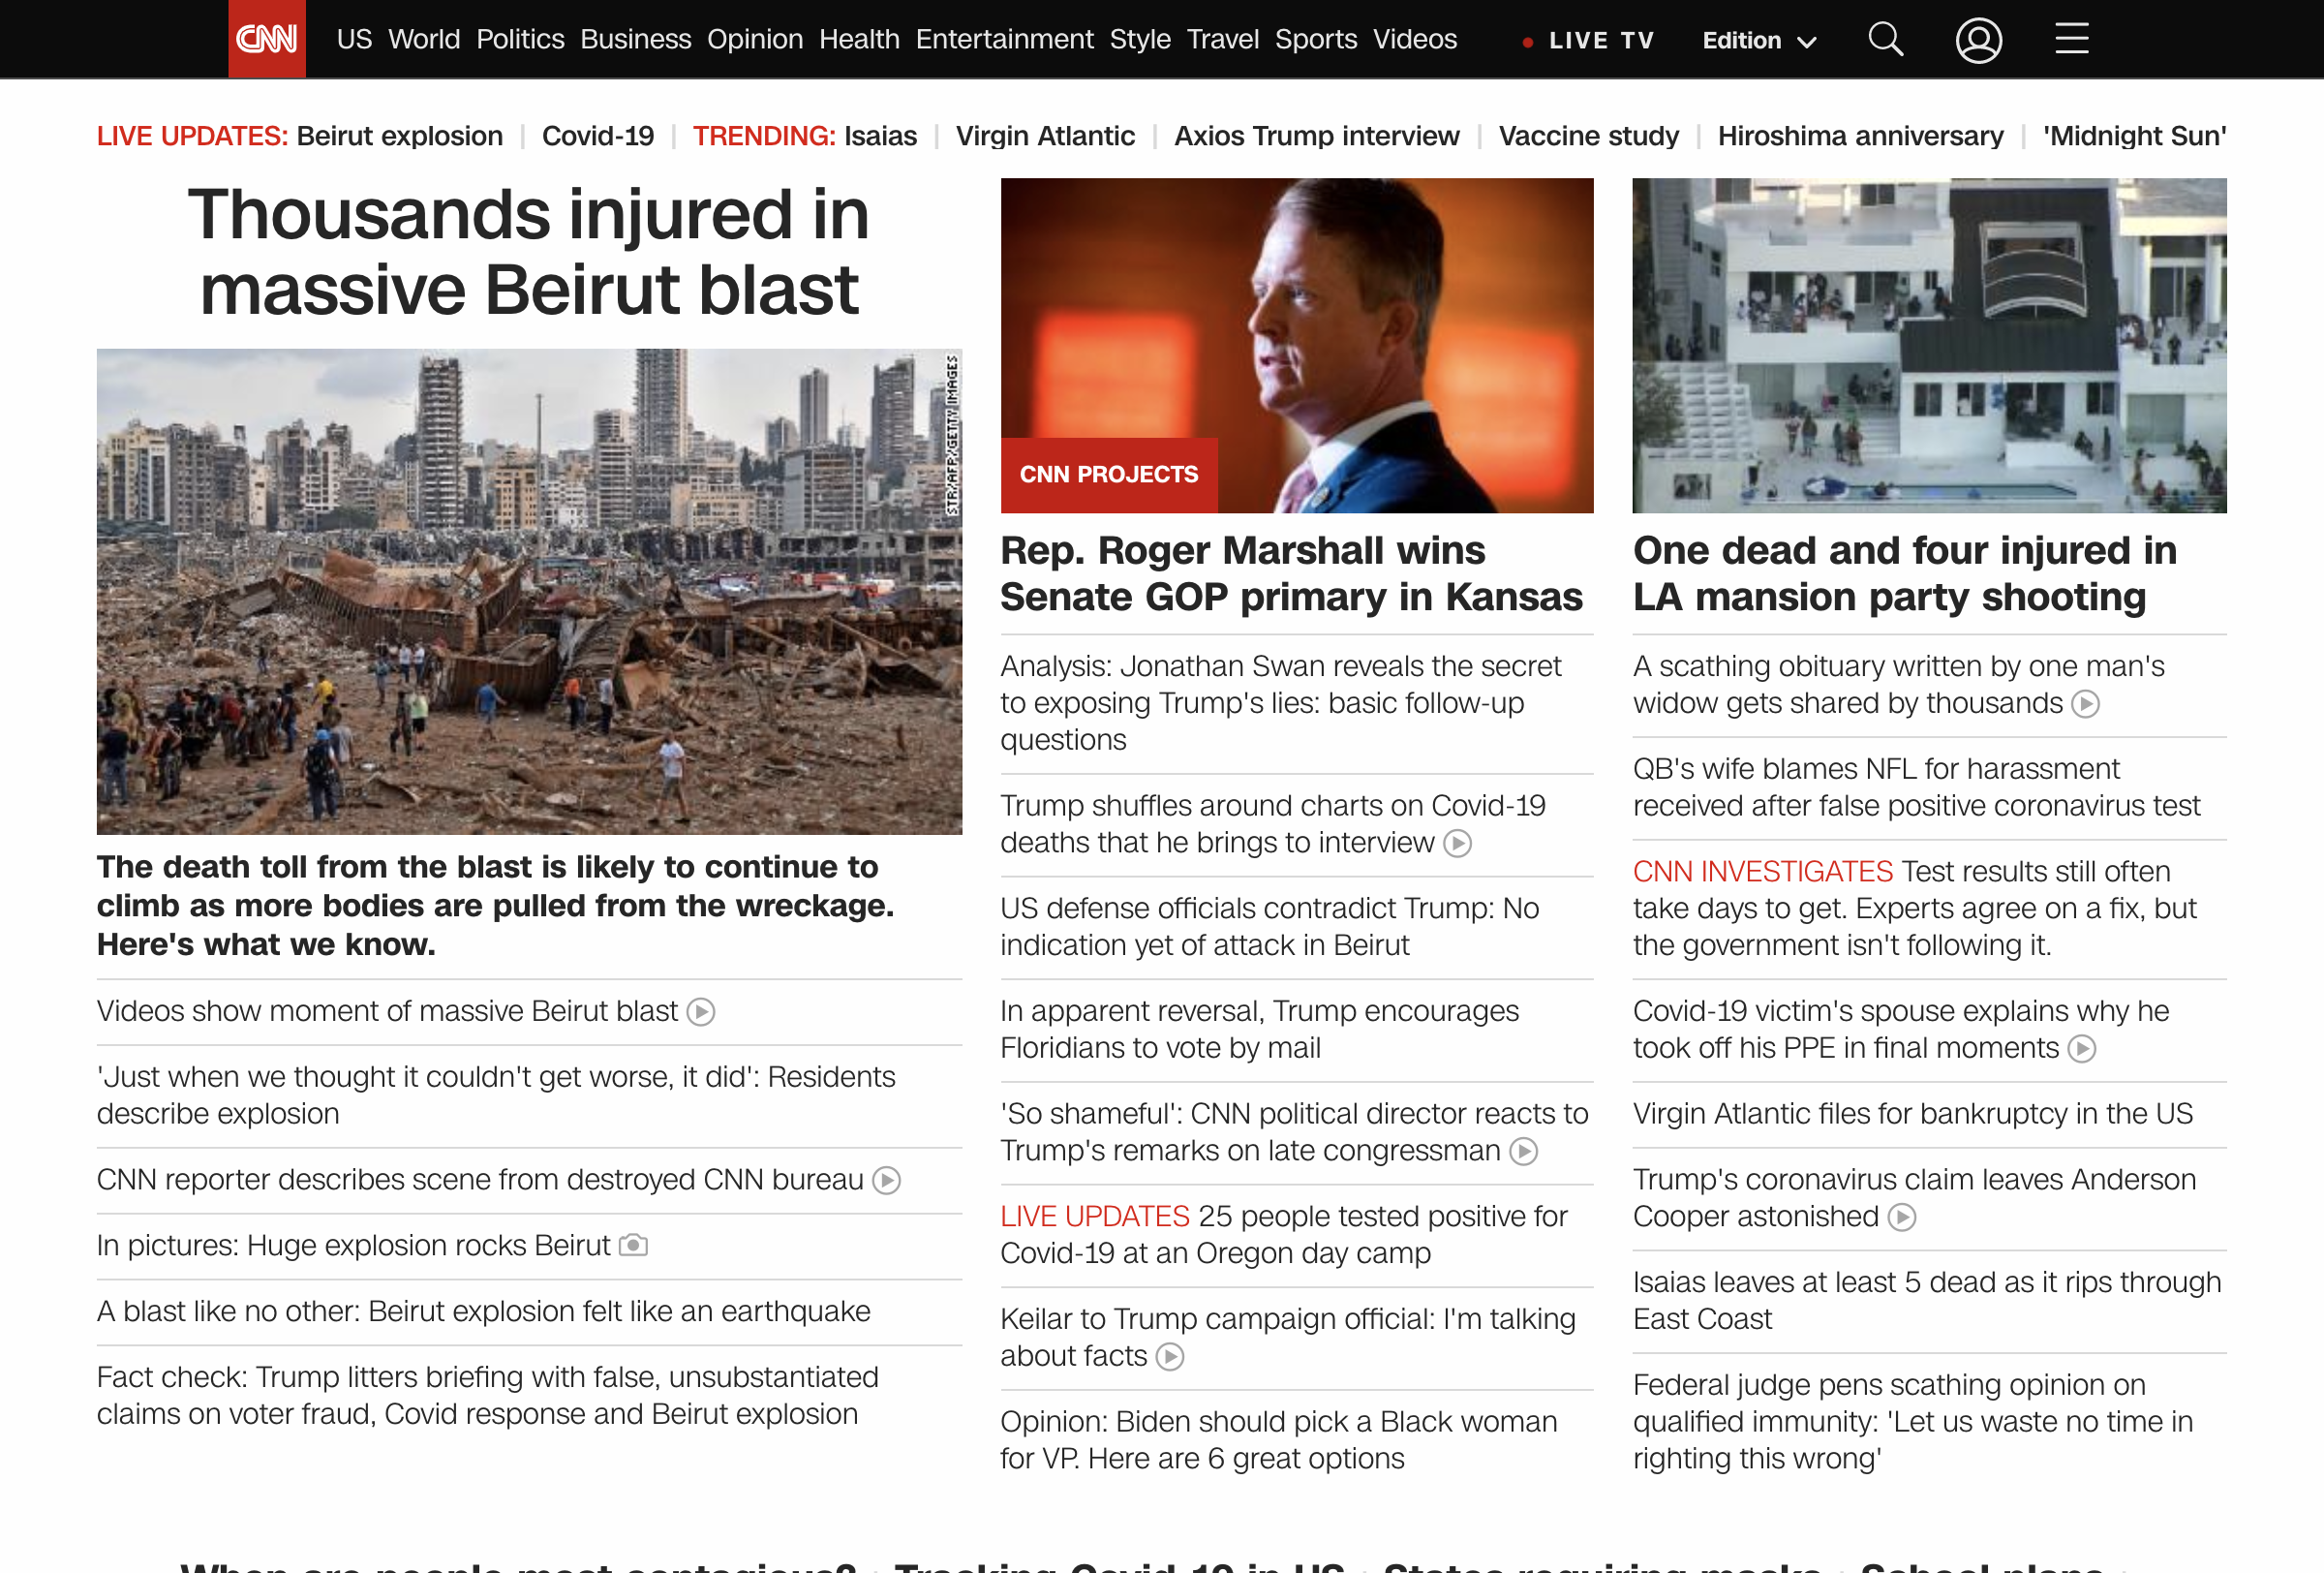 CNN US World Politics Business Opinion Health Entertainment Style Travel Sports Videos LIVE TV Edition
LIVE UPDATES: Beirut explosion | Covid-19 | TRENDING: Isaias | Virgin Atlantic | Axios Trump interview | Vaccine study | Hiroshima anniversary | 'Midnight Sun'
Thousands injured in
massive Beirut blast
STR/AFP/GETTY IMAGES
The death toll from the blast is likely to continue to
climb as more bodies are pulled from the wreckage.
Here's what we know.
Videos show moment of massive Beirut blast
'Just when we thought it couldn't get worse, it did': Residents
describe explosion
CNN reporter describes scene from destroyed CNN bureau
In pictures: Huge explosion rocks Beirut
A blast like no other: Beirut explosion felt like an earthquake
Fact check: Trump litters briefing with false, unsubstantiated
claims on voter fraud, Covid response and Beirut explosion
CNN PROJECTS
Rep. Roger Marshall wins
Senate GOP primary in Kansas
Analysis: Jonathan Swan reveals the secret
to exposing Trump's lies: basic follow-up
questions
Trump shuffles around charts on Covid-19
deaths that he brings to interview
US defense officials contradict Trump: No
indication yet of attack in Beirut
In apparent reversal, Trump encourages
Floridians to vote by mail
'So shameful': CNN political director reacts to
Trump's remarks on late congressman
LIVE UPDATES 25 people tested positive for
Covid-19 at an Oregon day camp
Keilar to Trump campaign official: I'm talking
about facts
Opinion: Biden should pick a Black woman
for VP. Here are 6 great options
One dead and four injured in
LA mansion party shooting
A scathing obituary written by one man's
widow gets shared by thousands
QB's wife blames NFL for harassment
received after false positive coronavirus test
CNN INVESTIGATES Test results still often
take days to get. Experts agree on a fix, but
the government isn't following it.
Covid-19 victim's spouse explains why he
took off his PPE in final moments
Virgin Atlantic files for bankruptcy in the US
Trump's coronavirus claim leaves Anderson
Cooper astonished
Isaias leaves at least 5 dead as it rips through
East Coast
Federal judge pens scathing opinion on
qualified immunity: 'Let us waste no time in
righting this wrong'
When are people most contagious? · Tracking Covid-19 in US · States requiring masks · School plans ·